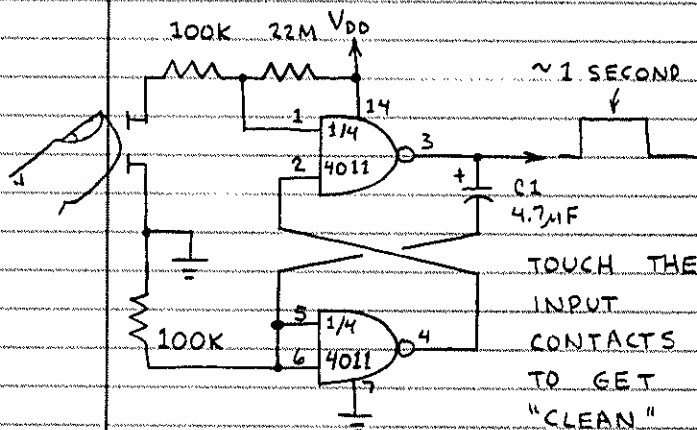 100K 22M VDD
~ 1 SECOND
14
1 1/4 3
2 4011
+ C1
4.7µF
TOUCH THE
INPUT
5 1/4 4 CONTACTS
100K
6 4011 TO GET
7
"CLEAN"